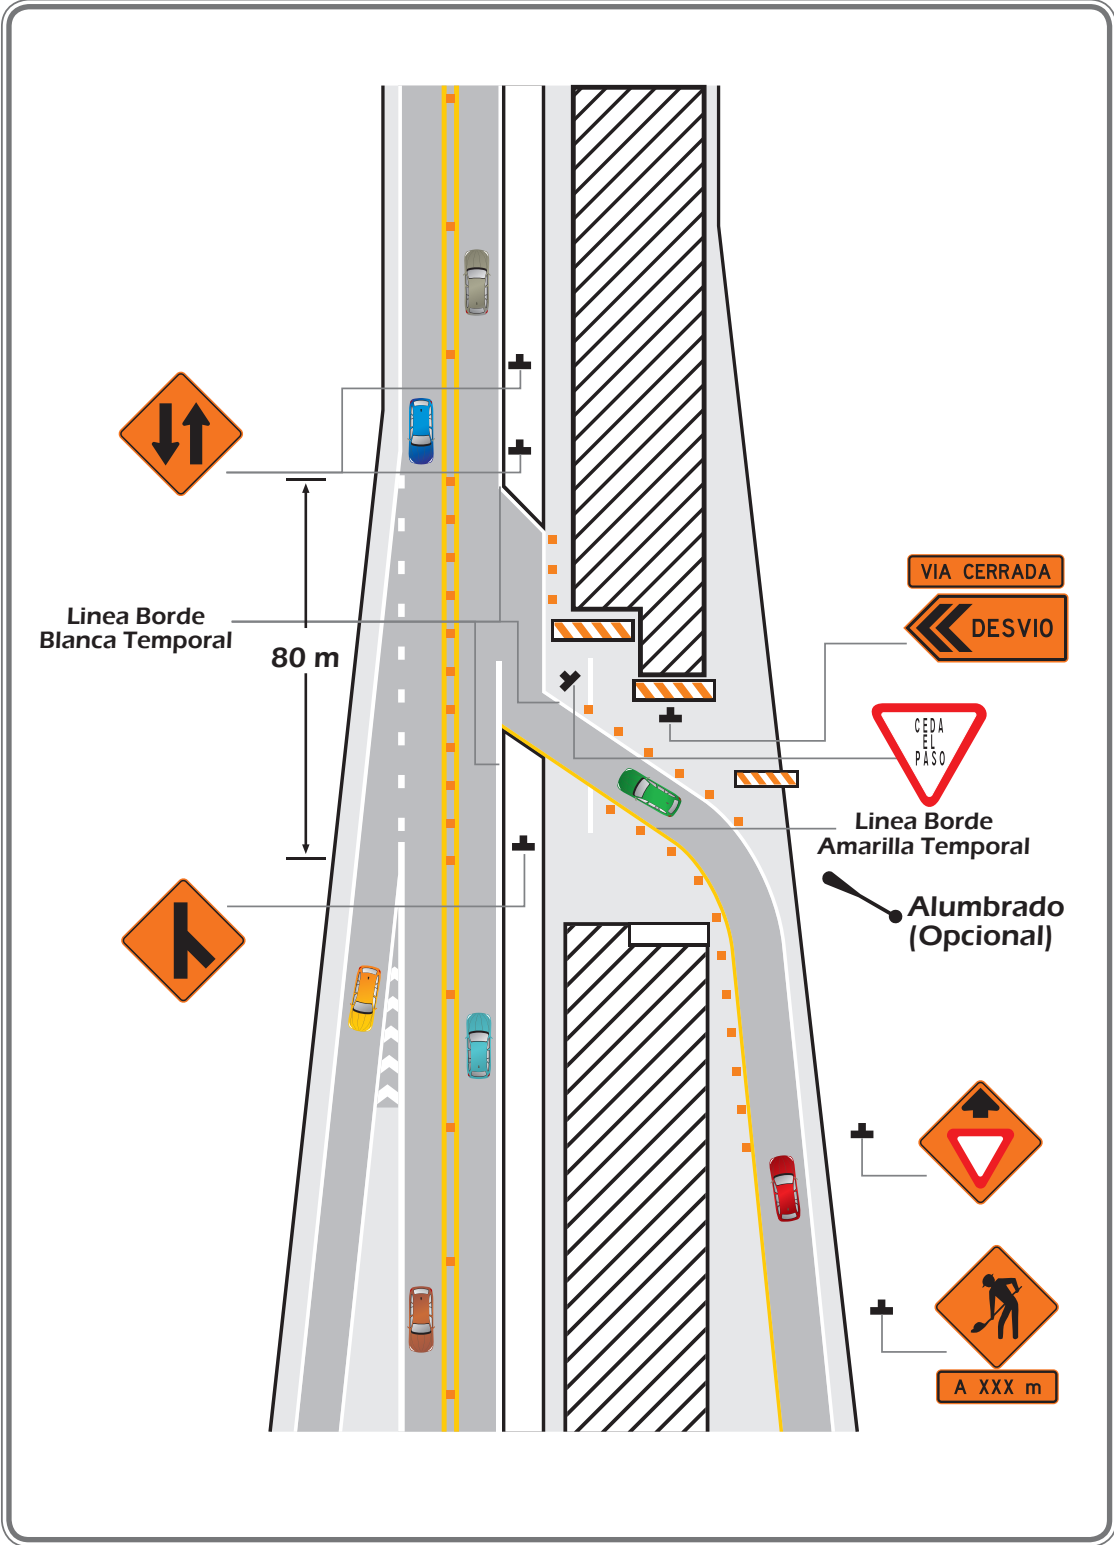 VIA CERRADA
DESVIO
Linea Borde
Blanca Temporal
80 m
CEDA
EL
PASO
Linea Borde
Amarilla Temporal
Alumbrado
(Opcional)
A XXX m